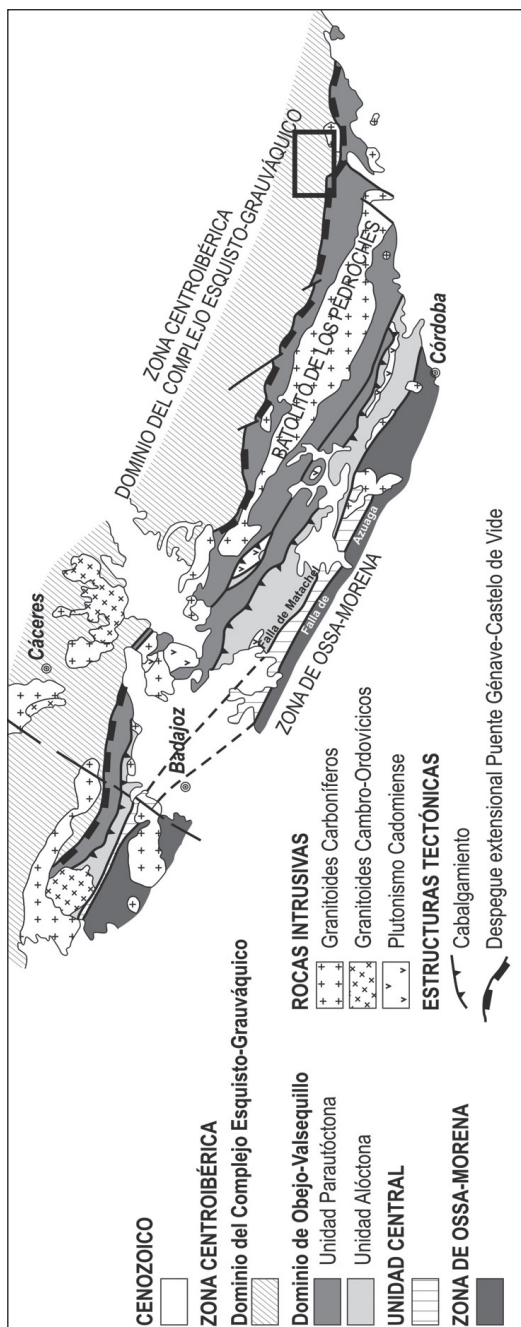 CENOZOICO
ZONA CENTROIBÉRICA
Dominio del Complejo Esquisto-Grauváquico
Dominio de Obejo-Valsequillo
Unidad Parautóctona
Unidad Alóctona
UNIDAD CENTRAL
ZONA DE OSSA-MORENA
ROCAS INTRUSIVAS
Granitoides Carboníferos
Granitoides Cambro-Ordovícicos
Plutonismo Cadomiense
ESTRUCTURAS TECTÓNICAS
Cabalgamiento
Despegue extensional Puente Génave-Castelo de Vide
Cáceres
Badajoz
ZONA CENTROIBÉRICA
DOMINIO DEL COMPLEJO ESQUISTO-GRAUVÁQUICO
BATOLITO DE LOS PEDROCHES
Falla de Matachel
Falla de Azuaga
ZONA DE OSSA-MORENA
Córdoba